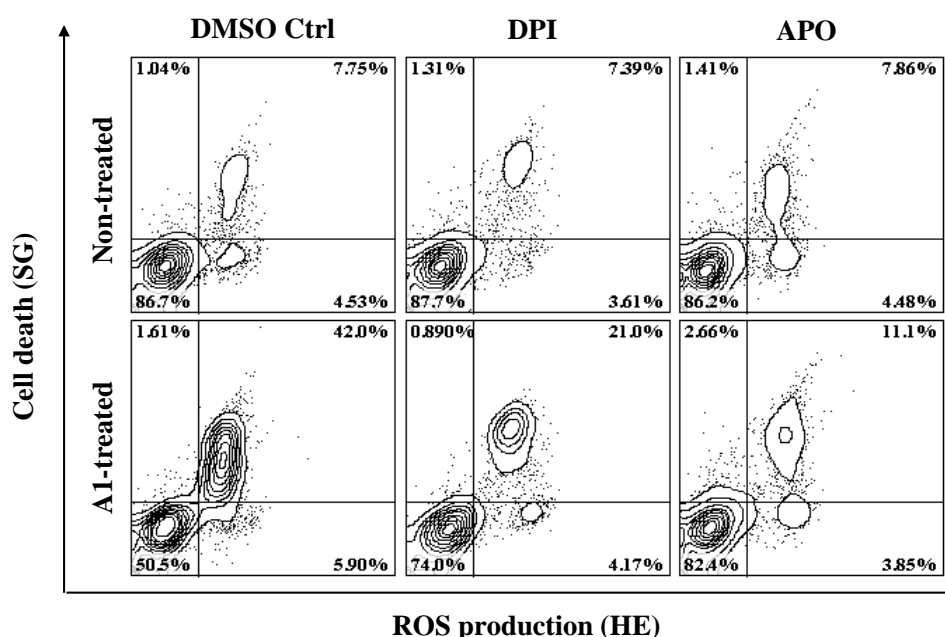 DMSO Ctrl DPI APO
Non-treated
1.04% 7.75% 1.31% 7.39% 1.41% 7.86%
86.7% 4.53% 87.7% 3.61% 86.2% 4.48%
A1-treated
1.61% 42.0% 0.890% 21.0% 2.66% 11.1%
50.5% 5.90% 74.0% 4.17% 82.4% 3.85%
Cell death (SG)
ROS production (HE)